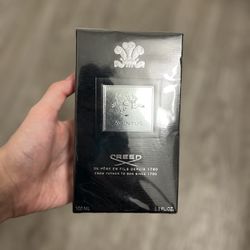 AVENTUS
CREED
DE PÈRE EN FILS DEPUIS 1760
FROM FATHER TO SON SINCE 1760
100 ML 3.3 FL.OZ.